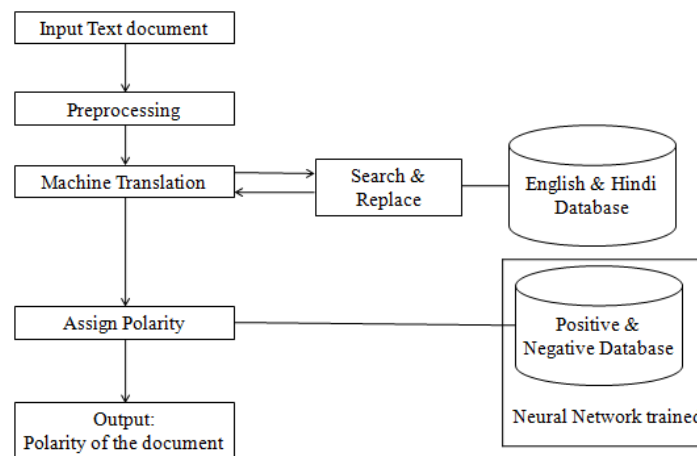 Input Text document
Preprocessing
Machine Translation
Search &
Replace
English & Hindi
Database
Assign Polarity
Positive &
Negative Database
Neural Network trained
Output:
Polarity of the document